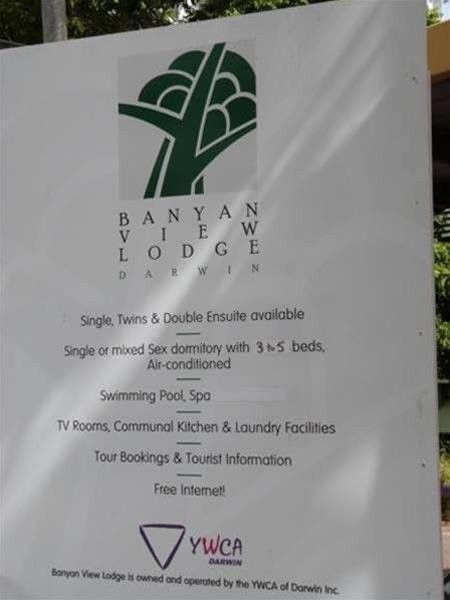 BANYAN
VIEW
LODGE
DARWIN
Single, Twins & Double Ensuite available
Single or mixed Sex dormitory with 3 to 5 beds,
Air-conditioned
Swimming Pool, Spa
TV Rooms, Communal Kitchen & Laundry Facilities
Tour Bookings & Tourist Information
Free Internet!
YWCA
DARWIN
Banyan View Lodge is owned and operated by the YWCA of Darwin Inc.